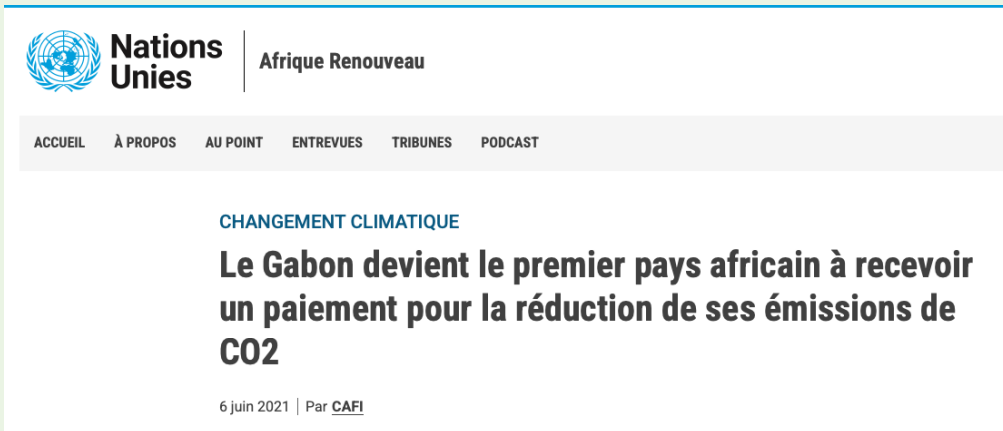 Nations
Unies
Afrique Renouveau
ACCUEIL À PROPOS AU POINT ENTREVUES TRIBUNES PODCAST
CHANGEMENT CLIMATIQUE
Le Gabon devient le premier pays africain à recevoir
un paiement pour la réduction de ses émissions de
CO2
6 juin 2021 | Par CAFI